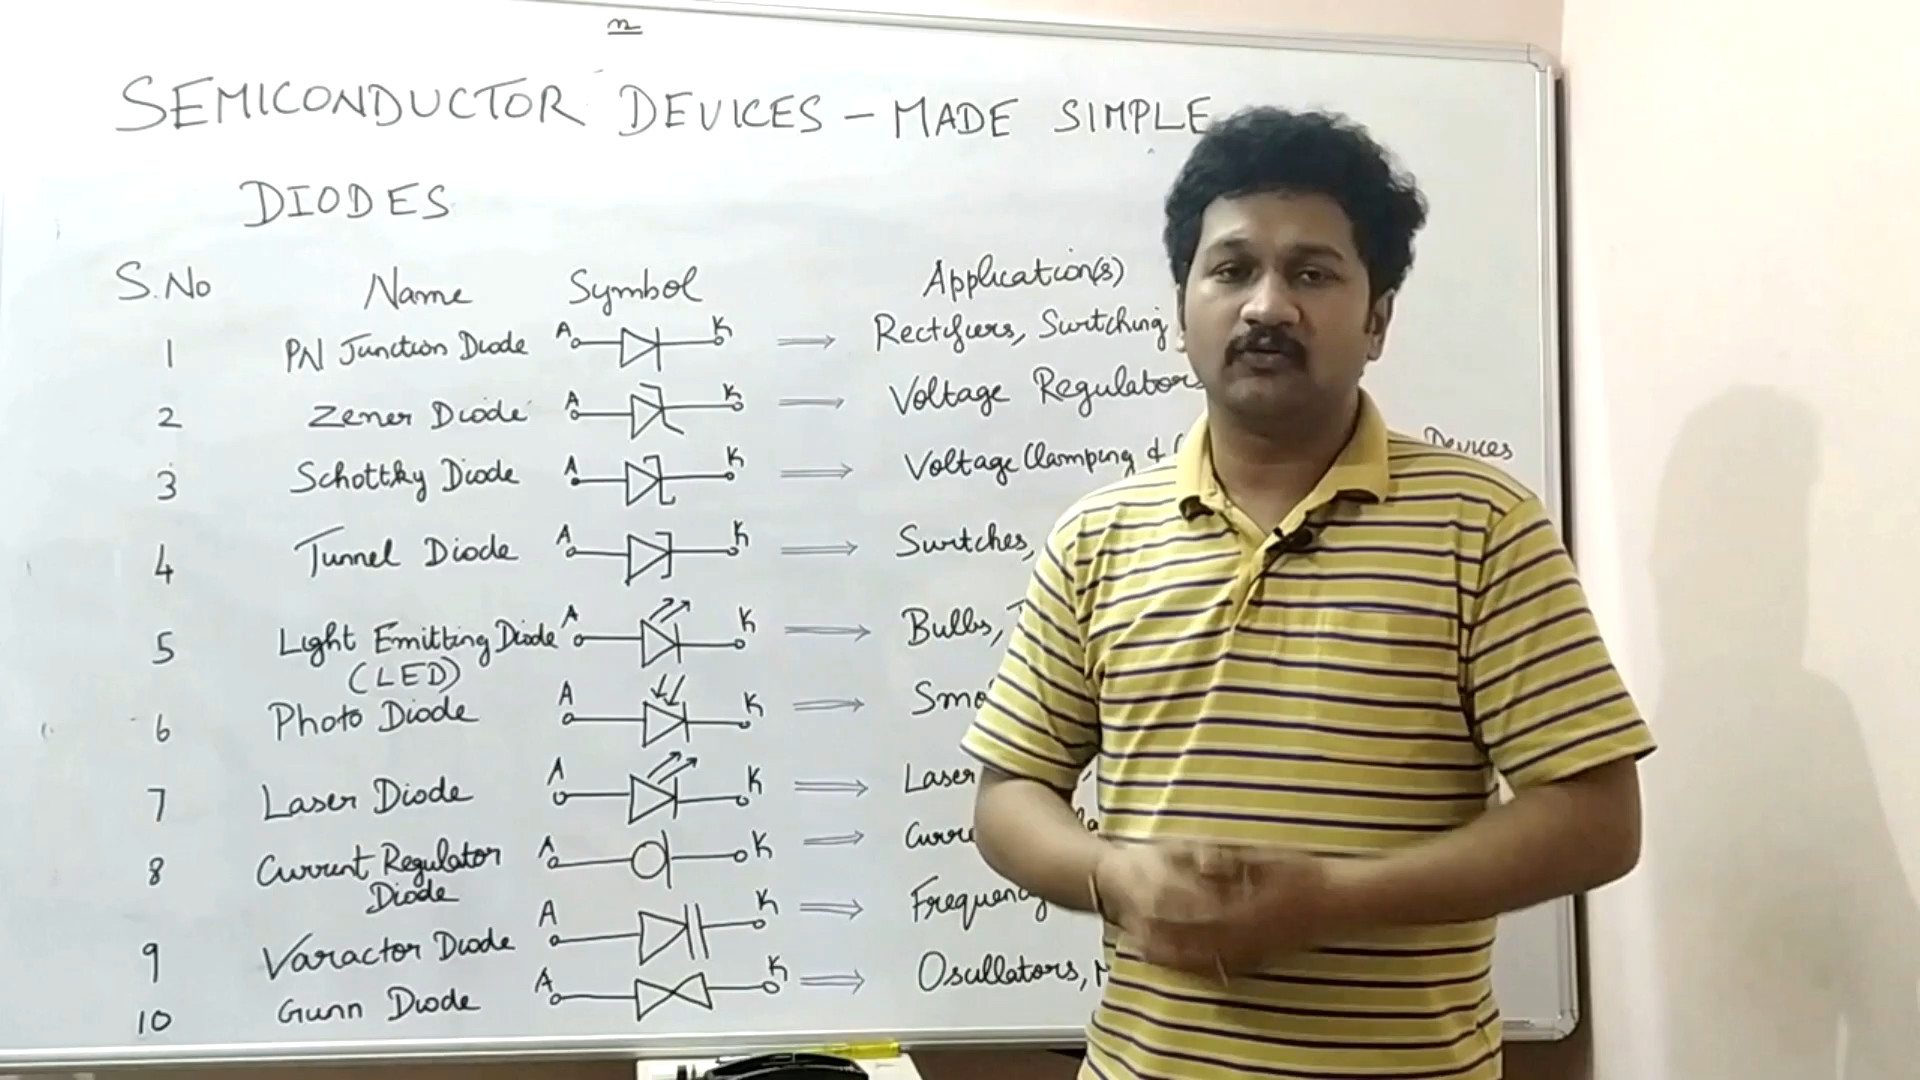 n
SEMICONDUCTOR DEVICES - MADE SIMPLE
DIODES
S.No Name Symbol Application(s)
1 PN Junction Diode A K ⇒ Rectifiers, Switching
2 Zener Diode A K ⇒ Voltage Regulators
3 Schottky Diode A K ⇒ Voltage Clamping & Devices
4 Tunnel Diode A K ⇒ Switches,
5 Light Emitting Diode A K ⇒ Bulbs,
(LED)
6 Photo Diode A K ⇒
7 Laser Diode A K ⇒ Laser
8 Current Regulator A K ⇒
Diode
9 Varactor Diode A K ⇒ Frequency
10 Gunn Diode A K ⇒ Oscillators,